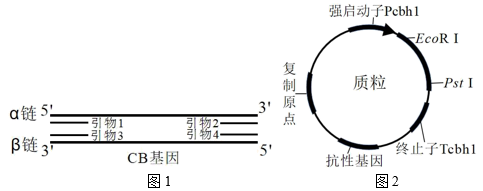 α链 5' 3'
引物1 引物2
引物3 引物4
β链 3' 5'
CB基因
图1
强启动子Pcbh1
EcoR I
复制原点
质粒
Pst I
终止子Tcbh1
抗性基因
图2